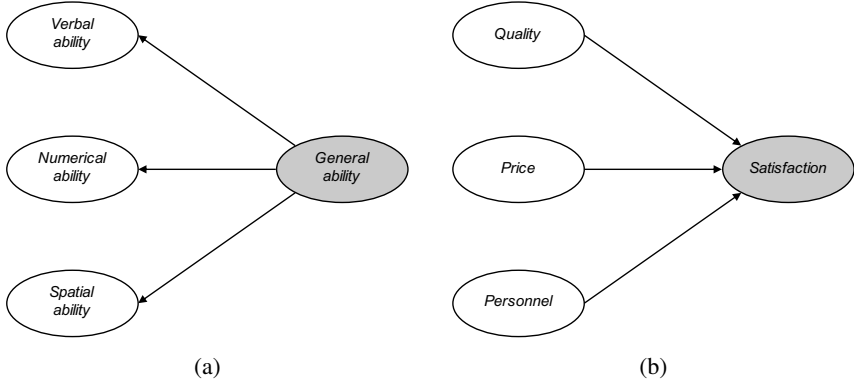 Verbal
ability
Numerical
ability
General
ability
Spatial
ability
(a)
Quality
Price
Satisfaction
Personnel
(b)